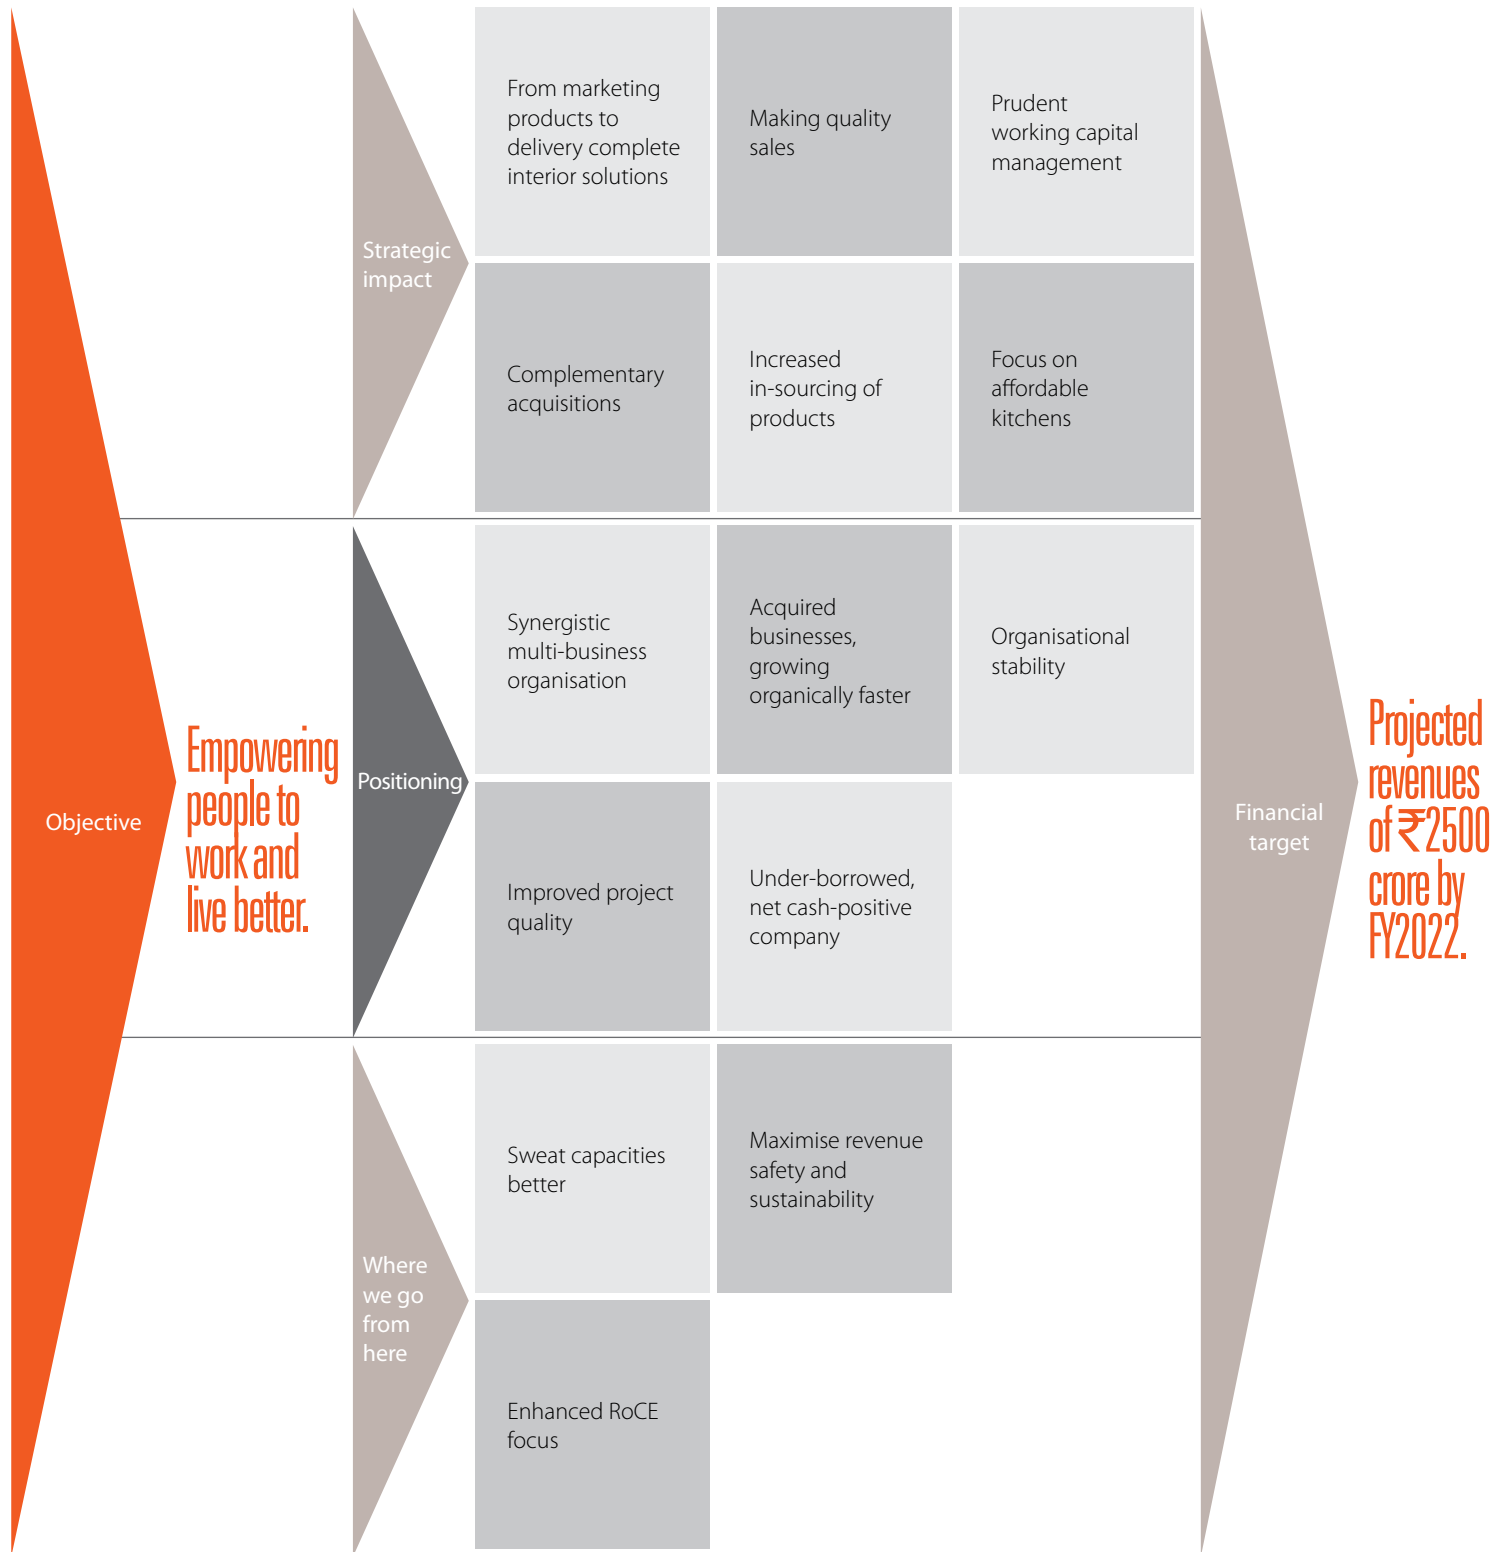 Objective
Empowering
people to
work and
live better.
Strategic
impact
From marketing
products to
delivery complete
interior solutions
Making quality
sales
Prudent
working capital
management
Complementary
acquisitions
Increased
in-sourcing of
products
Focus on
affordable
kitchens
Positioning
Synergistic
multi-business
organisation
Acquired
businesses,
growing
organically faster
Organisational
stability
Improved project
quality
Under-borrowed,
net cash-positive
company
Where
we go
from
here
Sweat capacities
better
Maximise revenue
safety and
sustainability
Enhanced RoCE
focus
Financial
target
Projected
revenues
of ₹2500
crore by
FY2022.